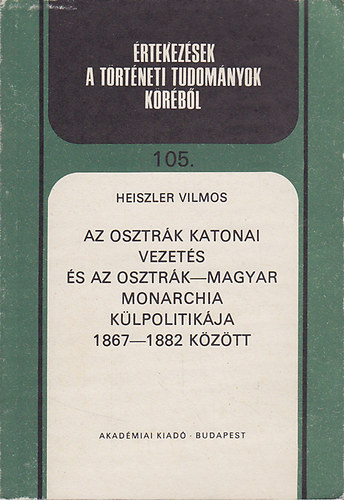 ÉRTEKEZÉSEK
A TÖRTÉNETI TUDOMÁNYOK
KÖRÉBŐL
105.
HEISZLER VILMOS
AZ OSZTRÁK KATONAI
VEZETÉS
ÉS AZ OSZTRÁK—MAGYAR
MONARCHIA
KÜLPOLITIKÁJA
1867—1882 KÖZÖTT
AKADÉMIAI KIADÓ · BUDAPEST